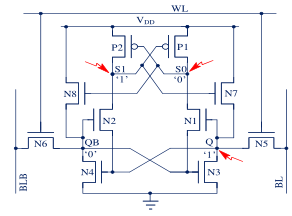 WL
VDD
P2 P1
S1 S0
'1' '0'
N8 N7
N2 N1
QB Q
N6 '0' '1' N5
N4 N3
BLB BL